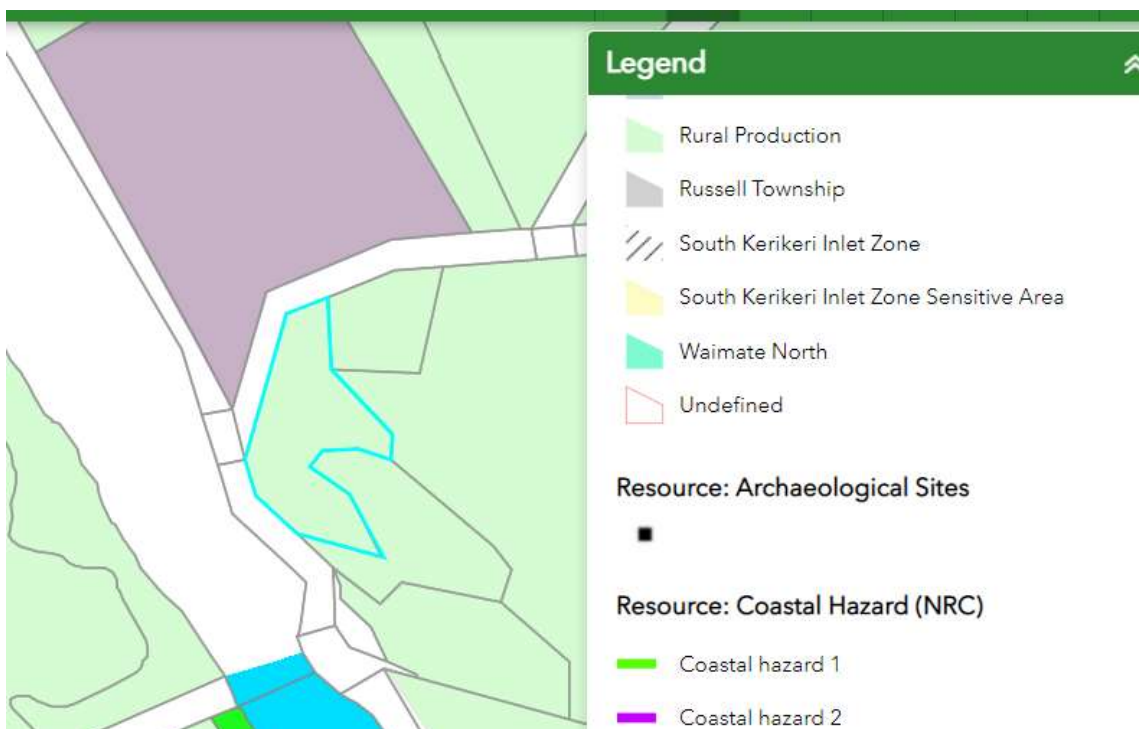 Legend
Rural Production
Russell Township
South Kerikeri Inlet Zone
South Kerikeri Inlet Zone Sensitive Area
Waimate North
Undefined
Resource: Archaeological Sites
Resource: Coastal Hazard (NRC)
Coastal hazard 1
Coastal hazard 2